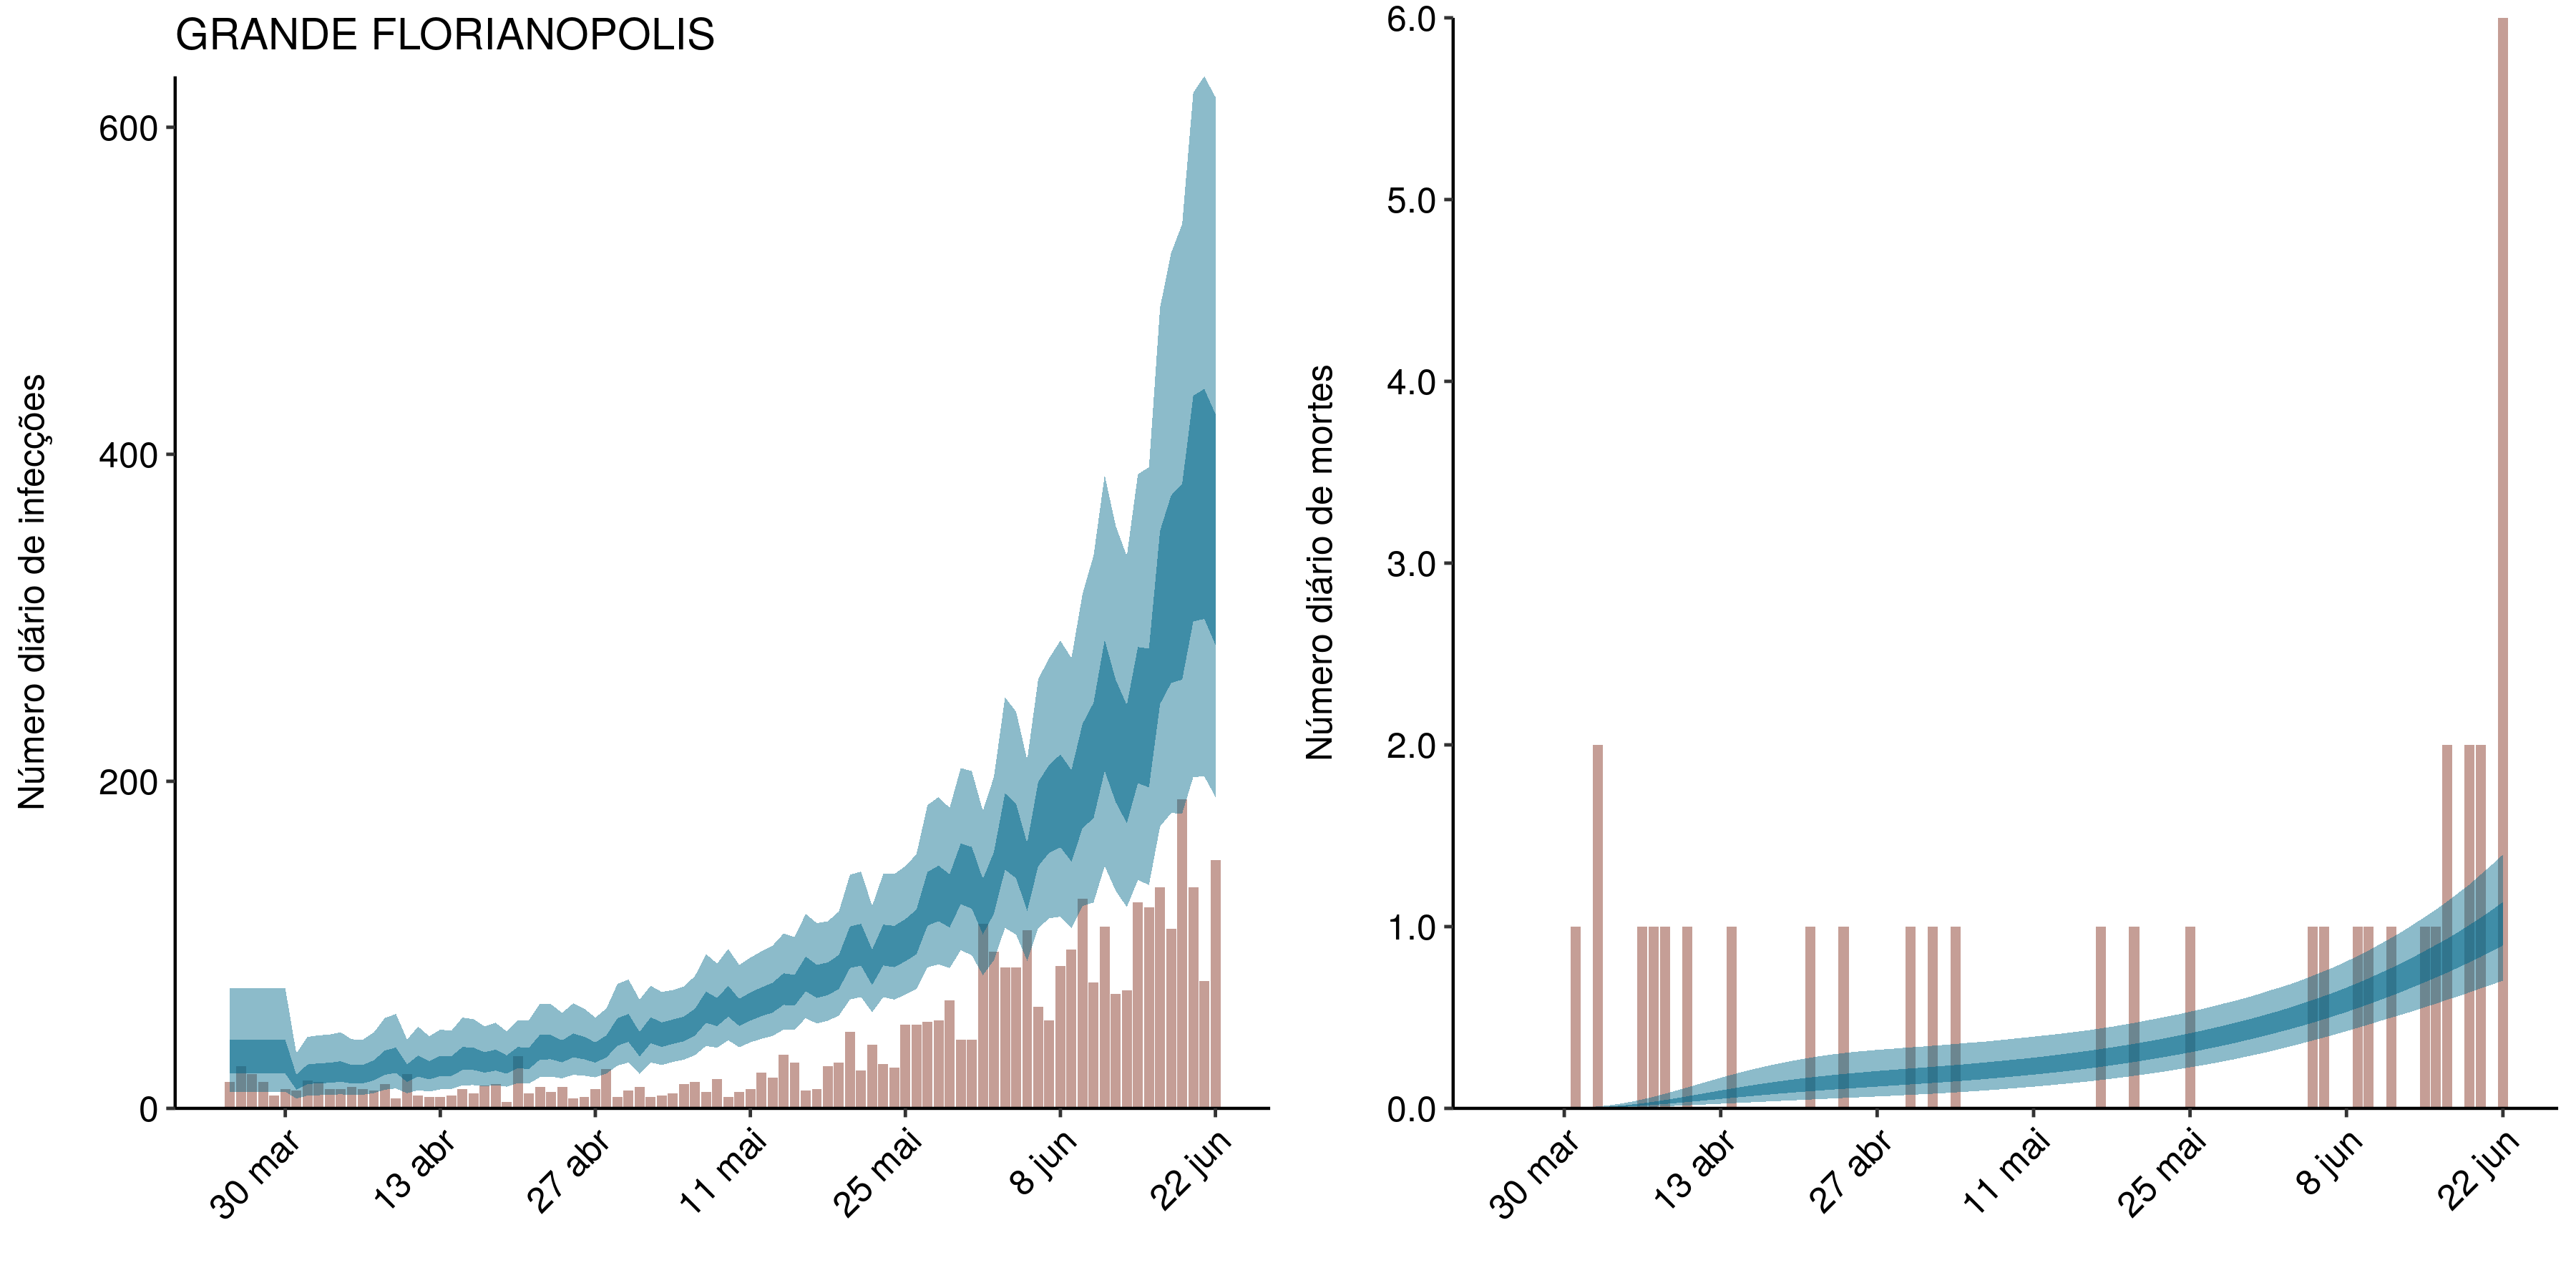 GRANDE FLORIANOPOLIS
Número diário de infecções
600
400
200
0
30 mar
13 abr
27 abr
11 mai
25 mai
8 jun
22 jun
Número diário de mortes
6.0
5.0
4.0
3.0
2.0
1.0
0.0
30 mar
13 abr
27 abr
11 mai
25 mai
8 jun
22 jun